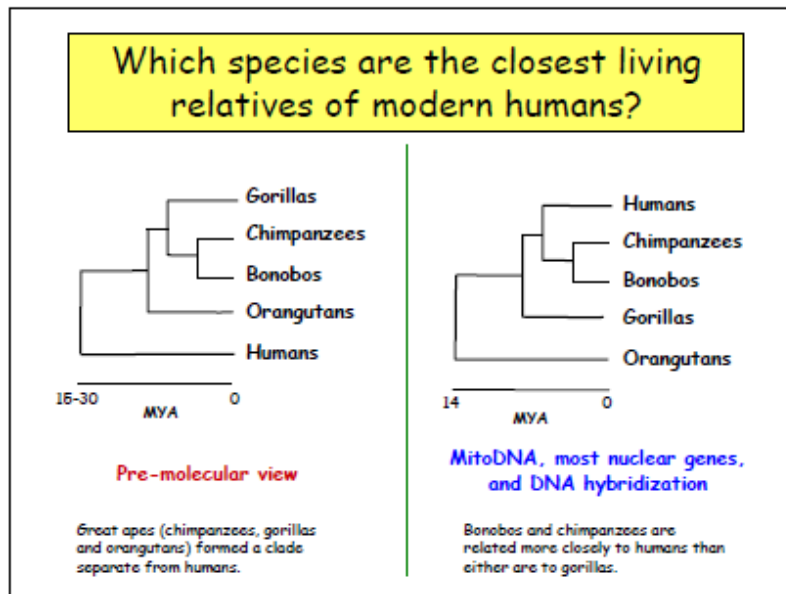 Which species are the closest living
relatives of modern humans?
Gorillas
Chimpanzees
Bonobos
Orangutans
Humans
15-30
0
MYA
Pre-molecular view
Great apes (chimpanzees, gorillas
and orangutans) formed a clade
separate from humans.
Humans
Chimpanzees
Bonobos
Gorillas
Orangutans
14
0
MYA
MitoDNA, most nuclear genes,
and DNA hybridization
Bonobos and chimpanzees are
related more closely to humans than
either are to gorillas.